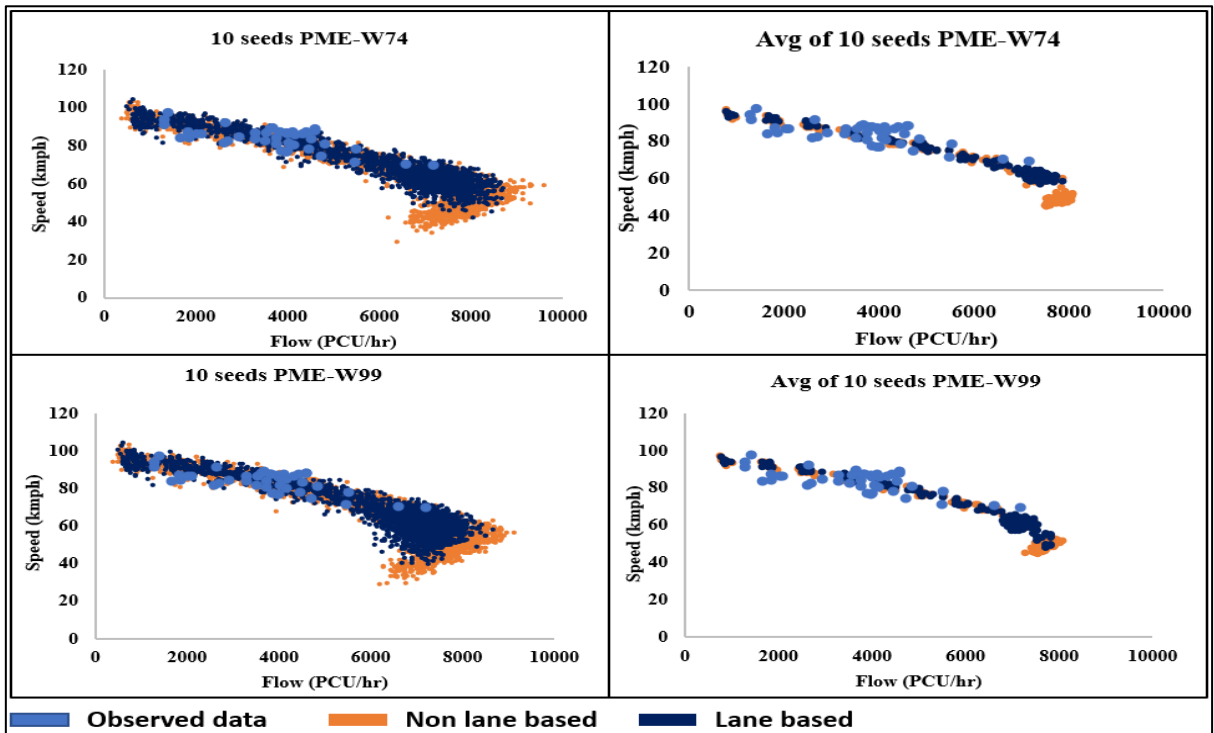 10 seeds PME-W74
120
100
80
60
40
20
0
0 2000 4000 6000 8000 10000
Speed (kmph)
Flow (PCU/hr)
Avg of 10 seeds PME-W74
120
100
80
60
40
20
0
0 2000 4000 6000 8000 10000
Speed (kmph)
Flow (PCU/hr)
10 seeds PME-W99
120
100
80
60
40
20
0
0 2000 4000 6000 8000 10000
Speed (kmph)
Flow (PCU/hr)
Avg of 10 seeds PME-W99
120
100
80
60
40
20
0
0 2000 4000 6000 8000 10000
Speed (kmph)
Flow (PCU/hr)
Observed data Non lane based Lane based